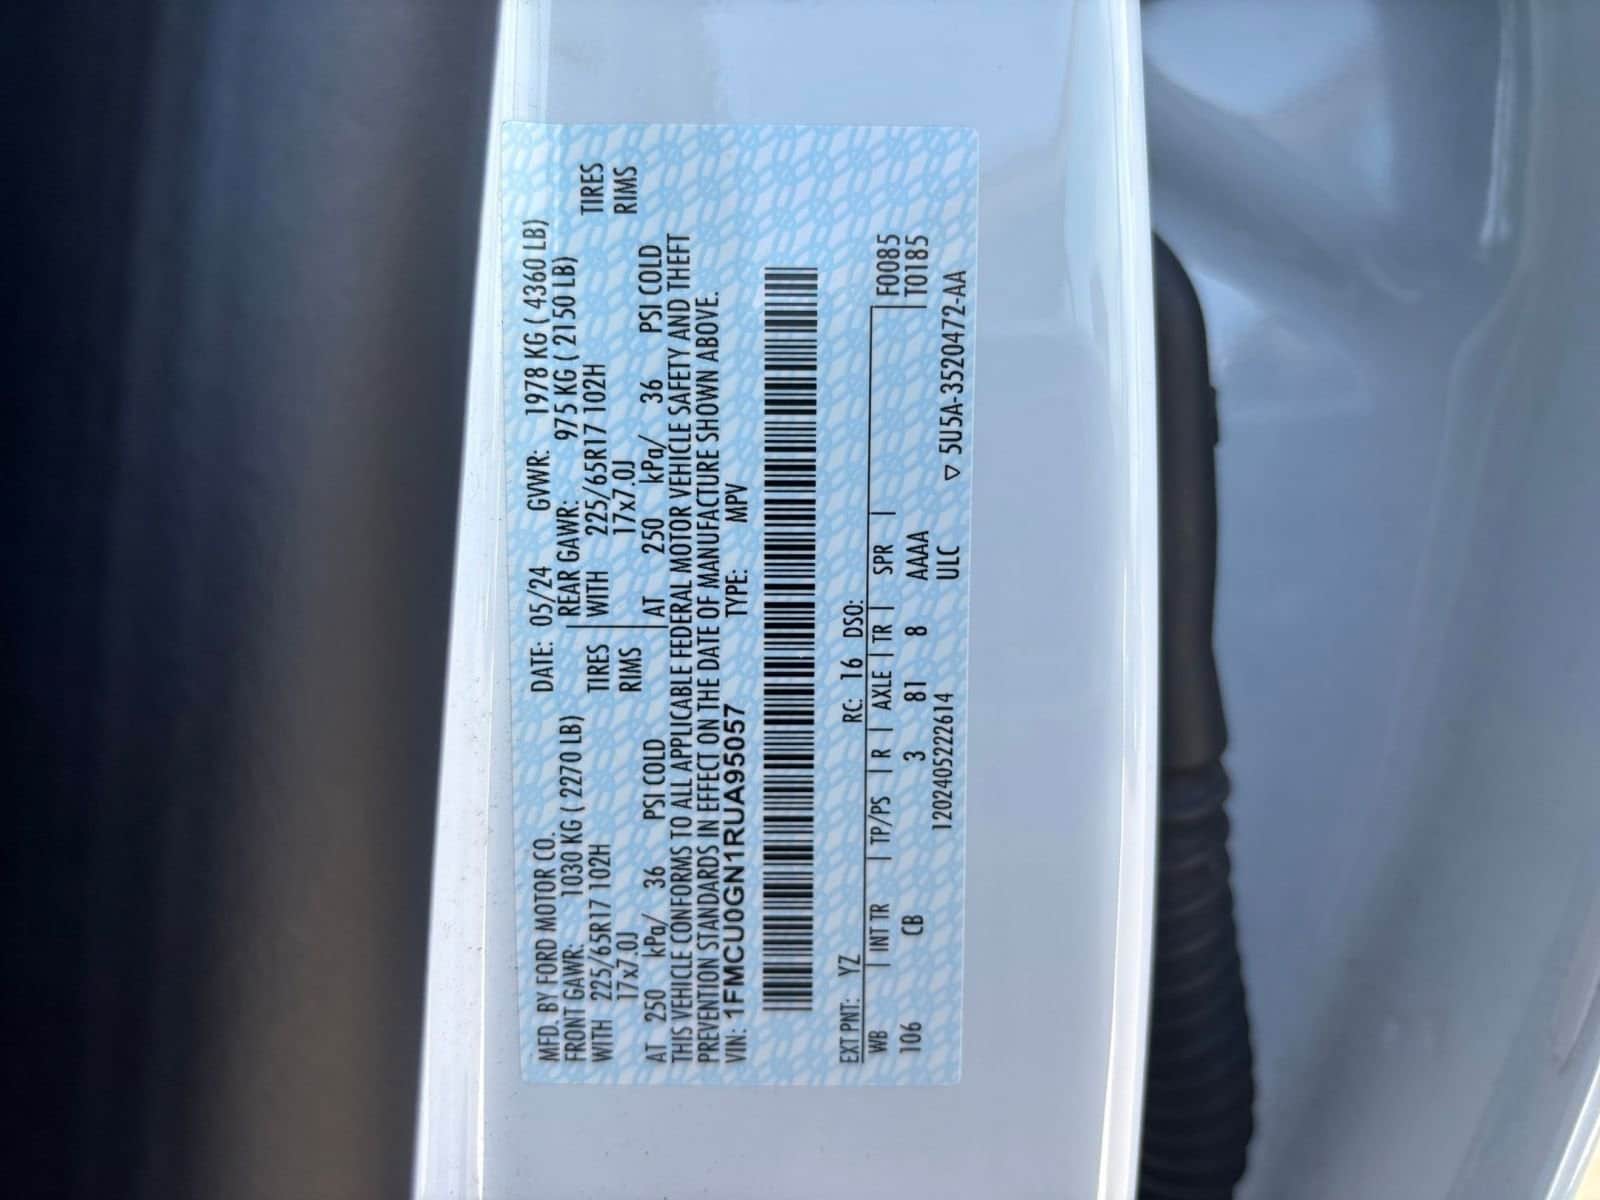 MFD. BY FORD MOTOR CO. DATE: 05/24 GVWR: 1978 KG ( 4360 LB)
FRONT GAWR: 1030 KG ( 2270 LB) REAR GAWR: 975 KG ( 2150 LB)
WITH 225/65R17 102H TIRES WITH 225/65R17 102H TIRES
17x7.0J RIMS 17x7.0J RIMS
AT 250 kPa/ 36 PSI COLD AT 250 kPa/ 36 PSI COLD
THIS VEHICLE CONFORMS TO ALL APPLICABLE FEDERAL MOTOR VEHICLE SAFETY AND THEFT
PREVENTION STANDARDS IN EFFECT ON THE DATE OF MANUFACTURE SHOWN ABOVE.
VIN: 1FMCU0GN1RUA95057 TYPE: MPV
EXT PNT: YZ RC: 16 DSO:
WB INT TR TP/PS R AXLE TR SPR F0085
106 CB 3 81 8 AAAA T0185
12024052222614 ULC ▽ 5U5A-3520472-AA